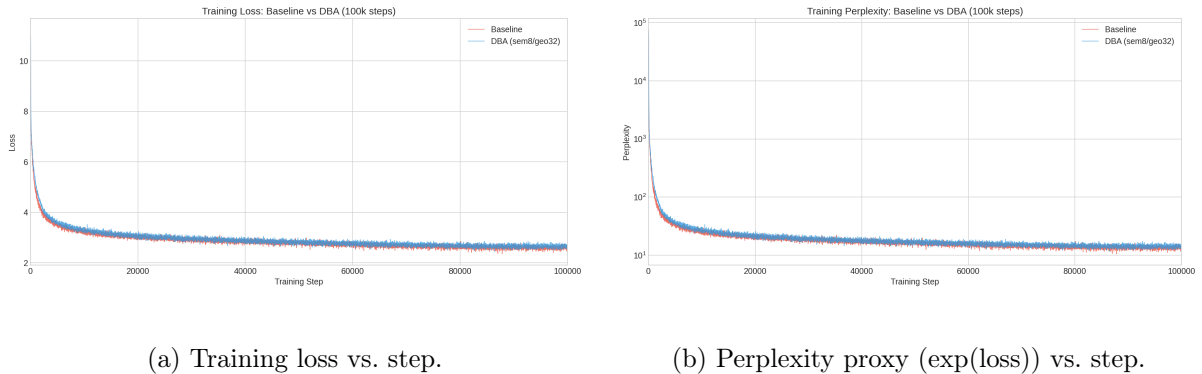 Training Loss: Baseline vs DBA (100k steps)
Baseline
DBA (sem8/geo32)
10
8
6
4
2
Loss
0
20000
40000
60000
80000
100000
Training Step
(a) Training loss vs. step.
Training Perplexity: Baseline vs DBA (100k steps)
Baseline
DBA (sem8/geo32)
10⁵
10⁴
10³
10²
10¹
Perplexity
0
20000
40000
60000
80000
100000
Training Step
(b) Perplexity proxy (exp(loss)) vs. step.